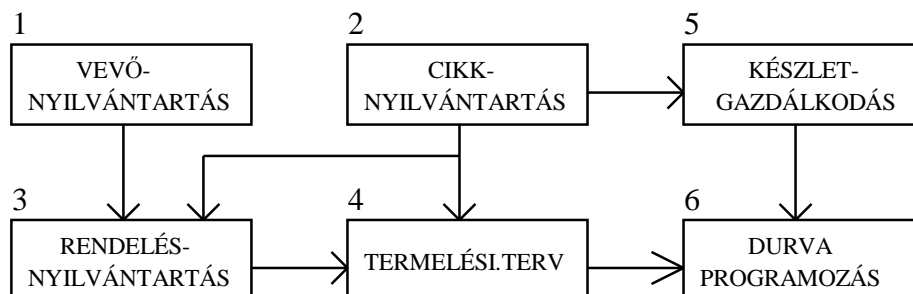 1
VEVŐ-
NYILVÁNTARTÁS
2
CIKK-
NYILVÁNTARTÁS
5
KÉSZLET-
GAZDÁLKODÁS
3
RENDELÉS-
NYILVÁNTARTÁS
4
TERMELÉSI.TERV
6
DURVA
PROGRAMOZÁS